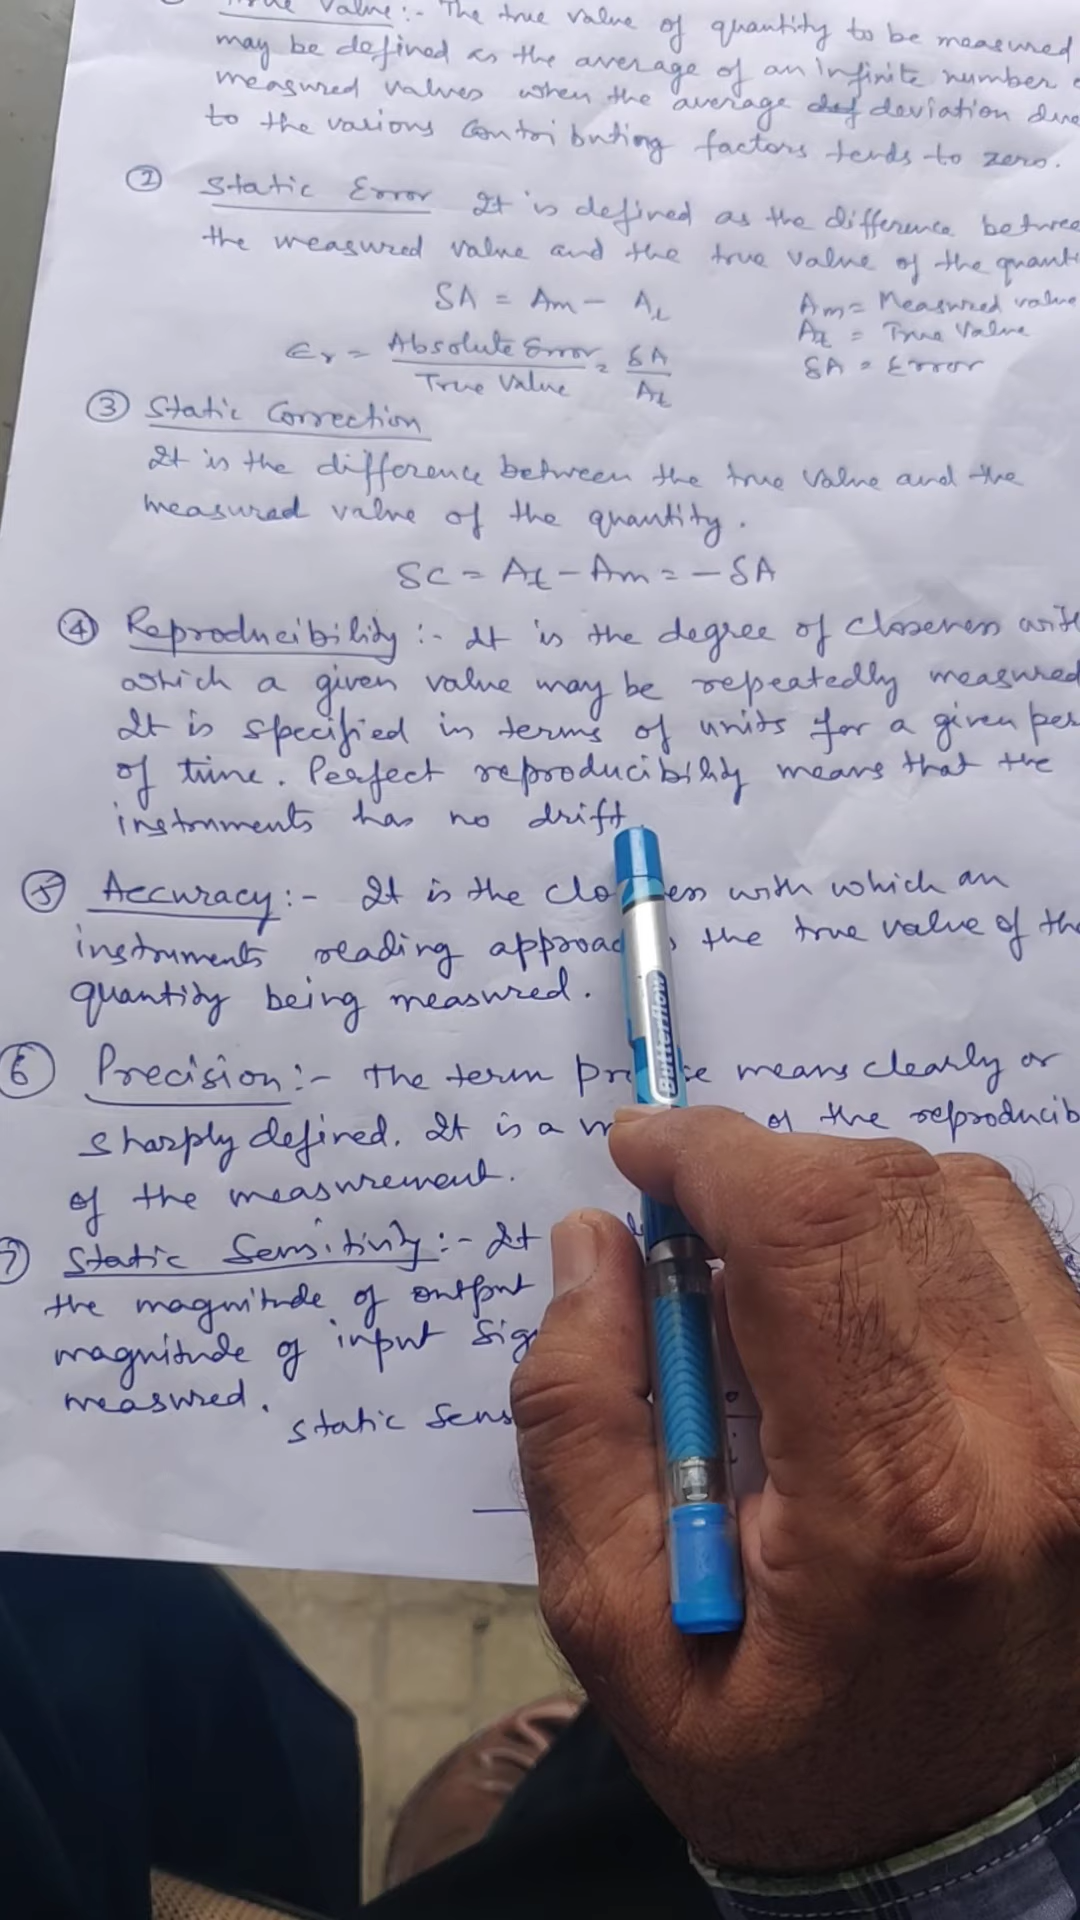 True Value:- The true value of quantity to be measured
may be defined as the average of an infinite number
measured values when the average deviation due
to the various contributing factors tends to zero.
② Static Error It is defined as the difference between
the measured value and the true value of the
δA = Am - At
Am = Measured value
At = True Value
δA = Error
Єr = Absolute Error / True Value = δA / At
③ Static Correction
It is the difference between the true value and the
measured value of the quantity.
δC = At - Am = - δA
④ Reproducibility :- It is the degree of closeness with
which a given value may be repeatedly measured
It is specified in terms of units for a given per
of time. Perfect reproducibility means that the
instruments has no drift.
⑤ Accuracy :- It is the with which an
instruments reading the true value of the
quantity being measured.
⑥ Precision :- The term means clearly or
sharply defined. It is a of the reproducib
of the measurement.
⑦ Static Sensitivity :- It
the magnitude of output
magnitude of input
measured.
Static
Butterflow